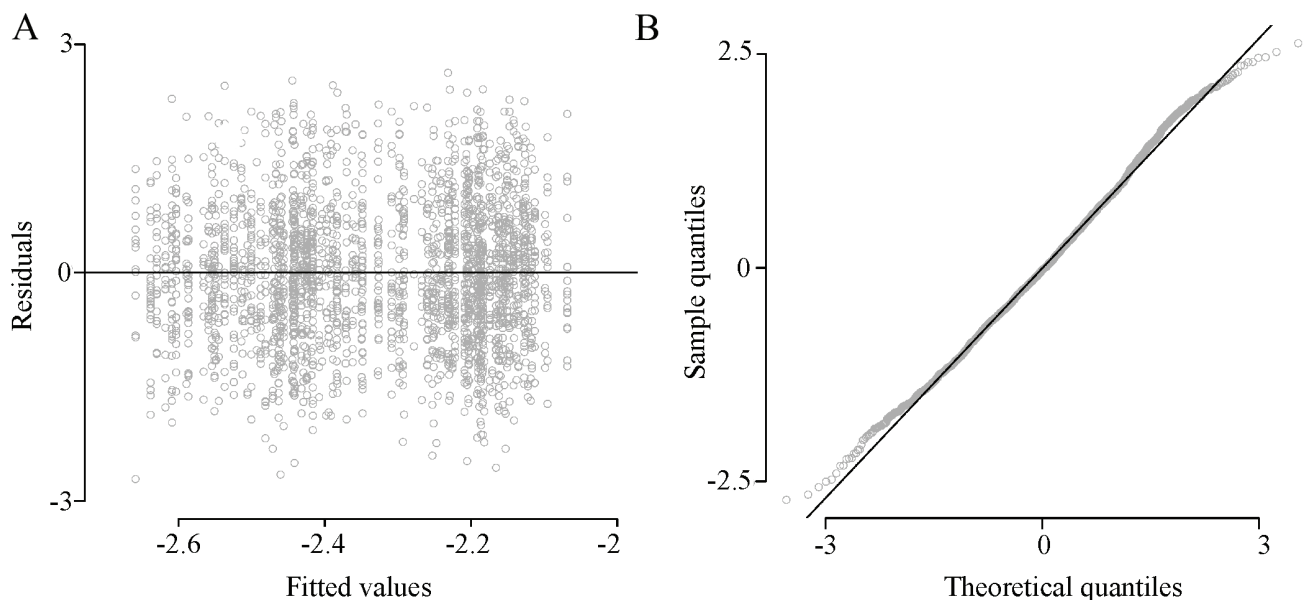 A
3
0
-3
Residuals
-2.6
-2.4
-2.2
-2
Fitted values
B
2.5
0
-2.5
Sample quantiles
-3
0
3
Theoretical quantiles